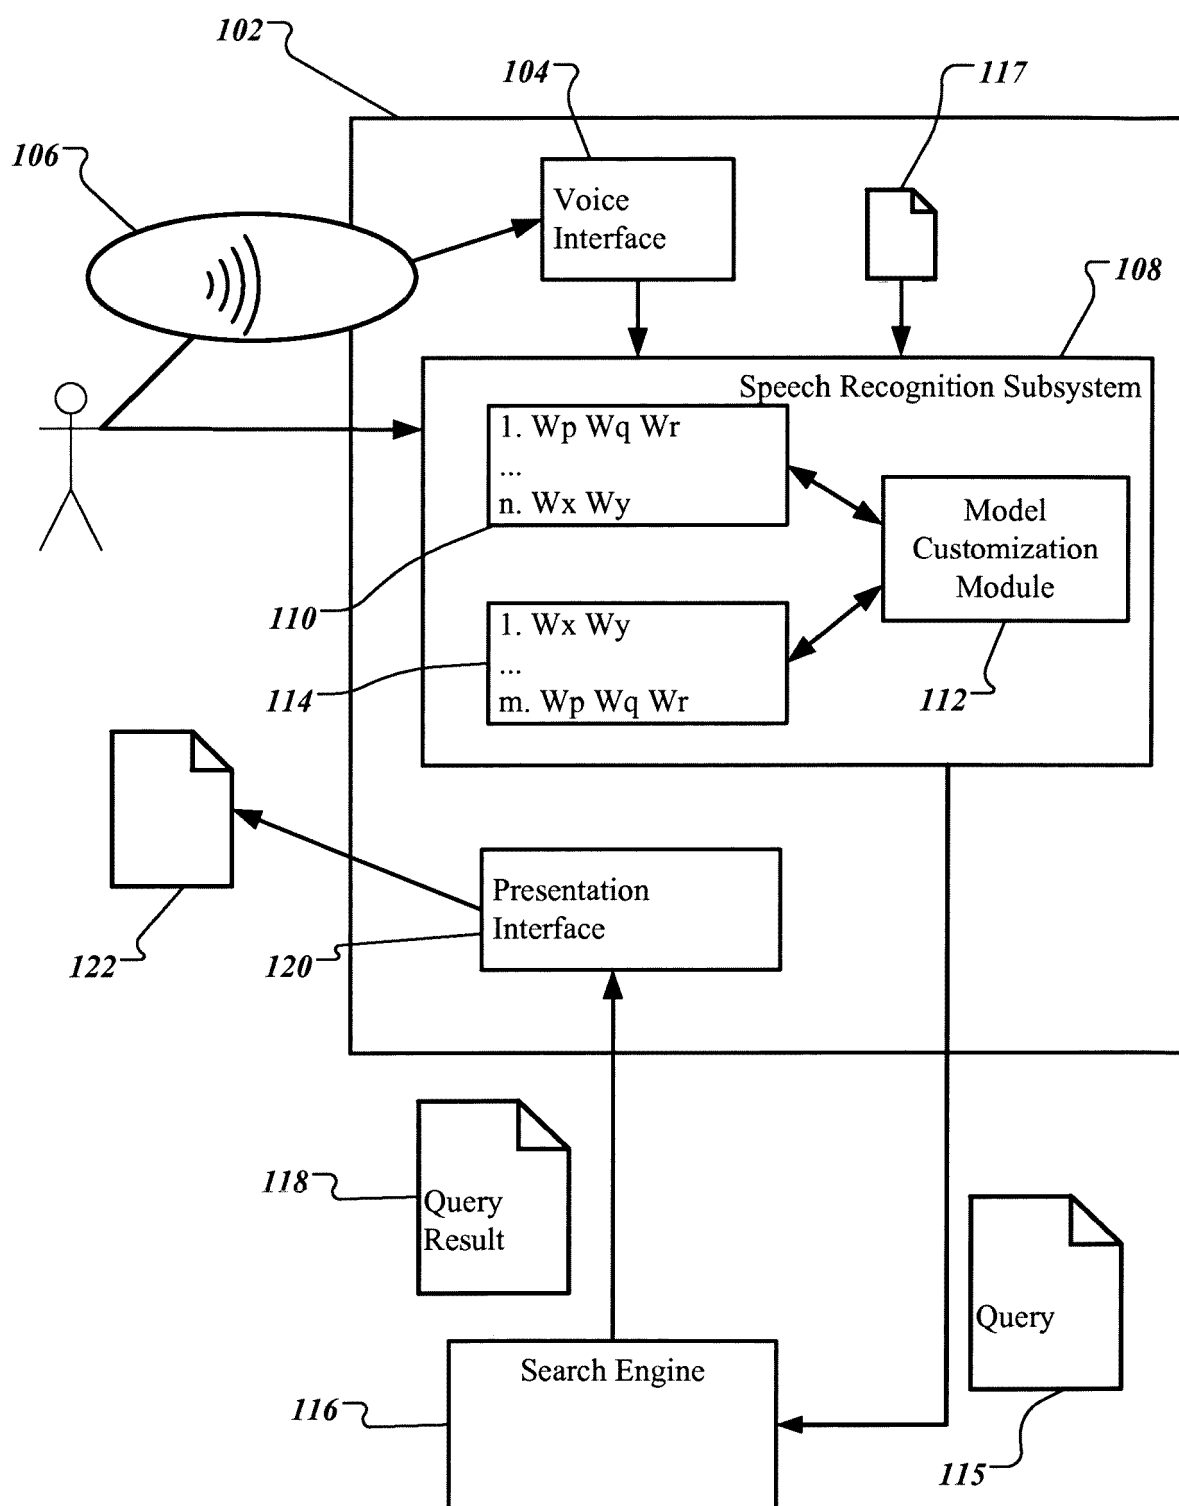 102
104
117
106
Voice
Interface
108
Speech Recognition Subsystem
1. Wp Wq Wr
...
n. Wx Wy
Model
Customization
Module
110
1. Wx Wy
...
m. Wp Wq Wr
114
112
Presentation
Interface
122
120
118
Query
Result
Query
Search Engine
116
115